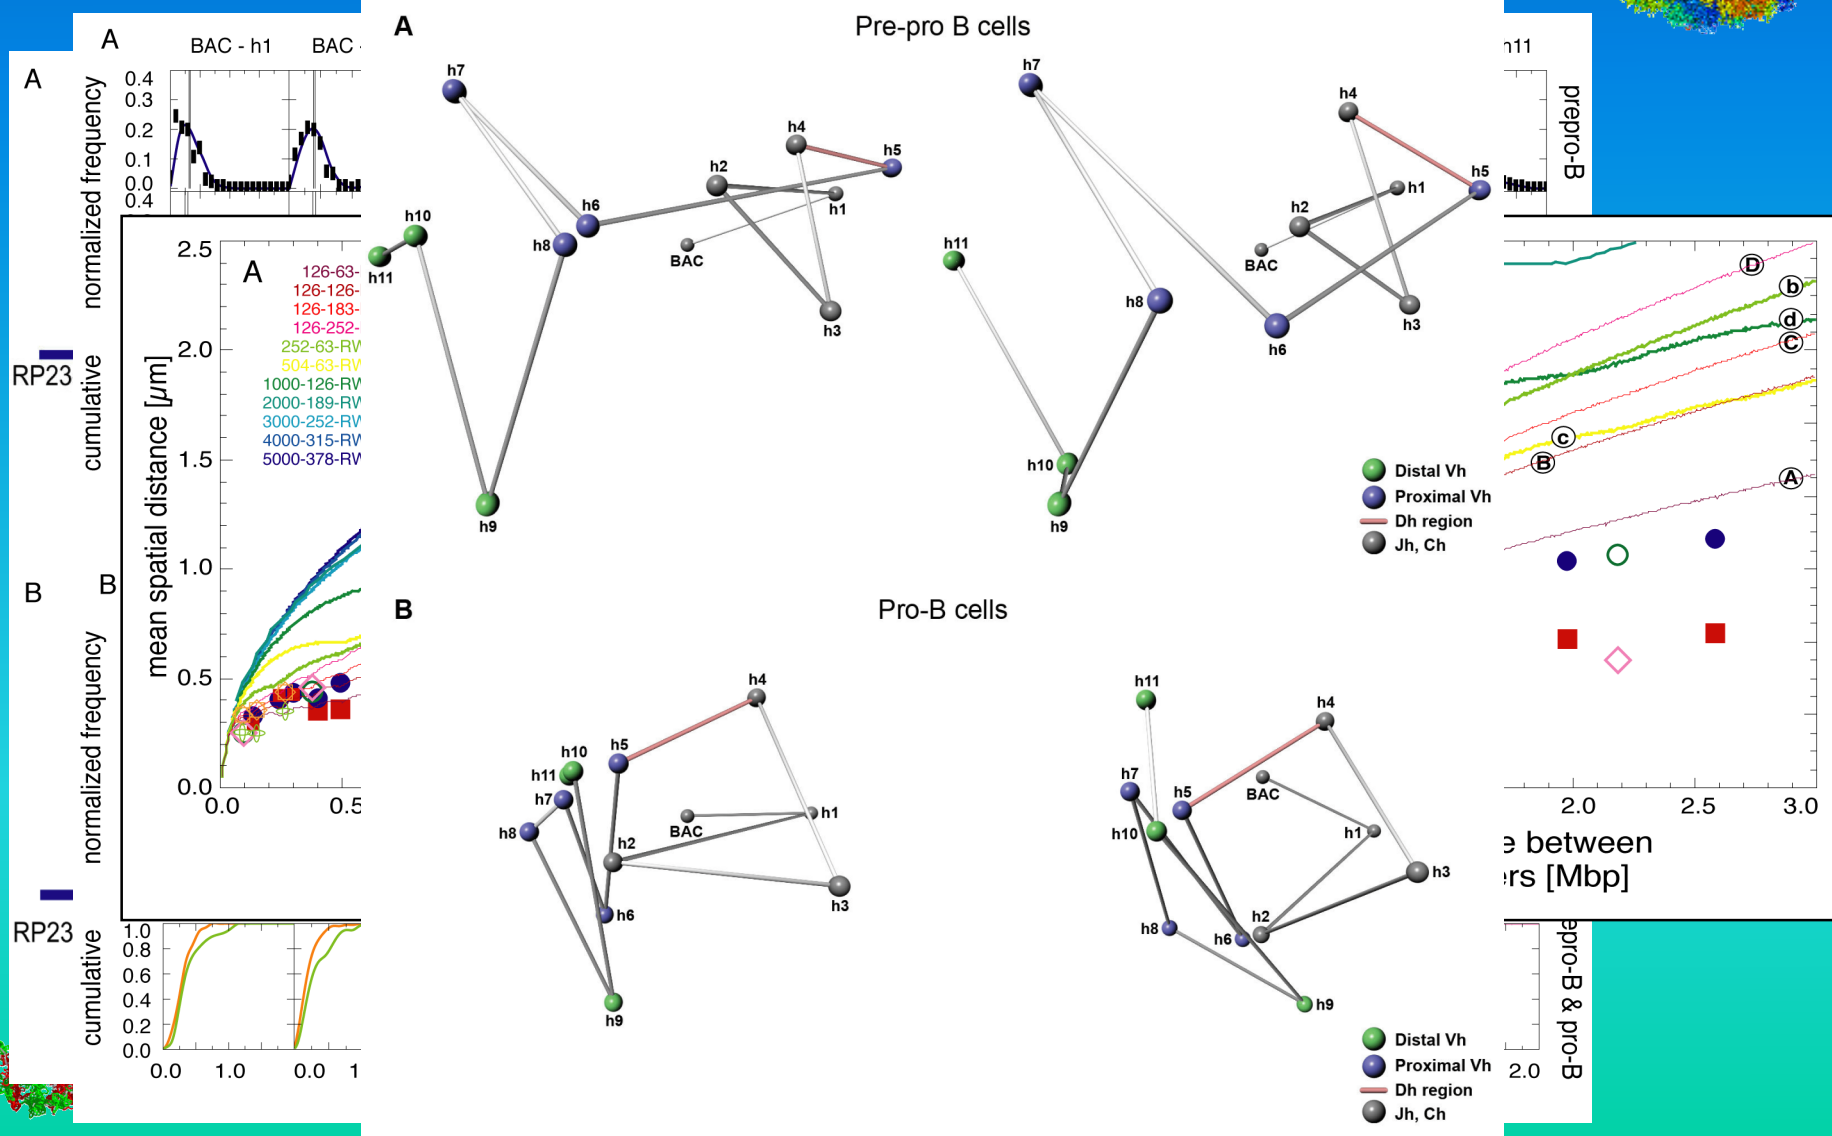 A
RP23
B
RP23
A
BAC - h1
BAC -
normalized frequency
0.4
0.3
0.2
0.1
0.0
0.4
cumulative
B
normalized frequency
cumulative
1.0
0.8
0.6
0.4
0.2
0.0
0.0
1.0
0.0
1
h11
prepro-B
2.0
epro-B & pro-B
A
mean spatial distance [µm]
2.5
2.0
1.5
1.0
0.5
0.0
0.0
0.5
126-63-
126-126-
126-183-
126-252-
252-63-RW
504-63-RW
1000-126-RW
2000-189-RW
3000-252-RW
4000-315-RW
5000-378-RW
D
b
d
C
c
B
A
2.0
2.5
3.0
e between
ers [Mbp]
A
Pre-pro B cells
h7
h4
h5
h2
h1
h6
h8
h10
h11
BAC
h3
h9
h7
h4
h5
h1
h2
h11
BAC
h8
h3
h6
h10
h9
Distal Vh
Proximal Vh
Dh region
Jh, Ch
B
Pro-B cells
h4
h5
h10
h11
h7
h8
BAC
h1
h2
h3
h6
h9
h11
h4
h7
h5
BAC
h10
h1
h3
h8
h6
h2
h9
Distal Vh
Proximal Vh
Dh region
Jh, Ch